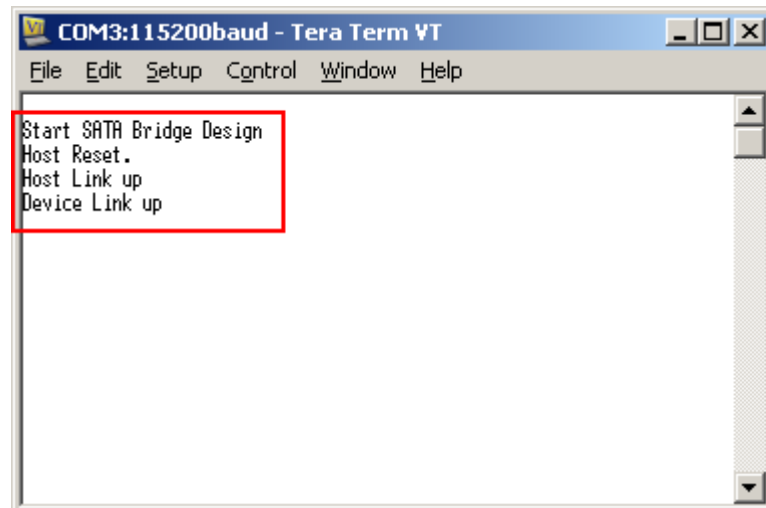 COM3:115200baud - Tera Term VT
File Edit Setup Control Window Help
Start SATA Bridge Design
Host Reset.
Host Link up
Device Link up